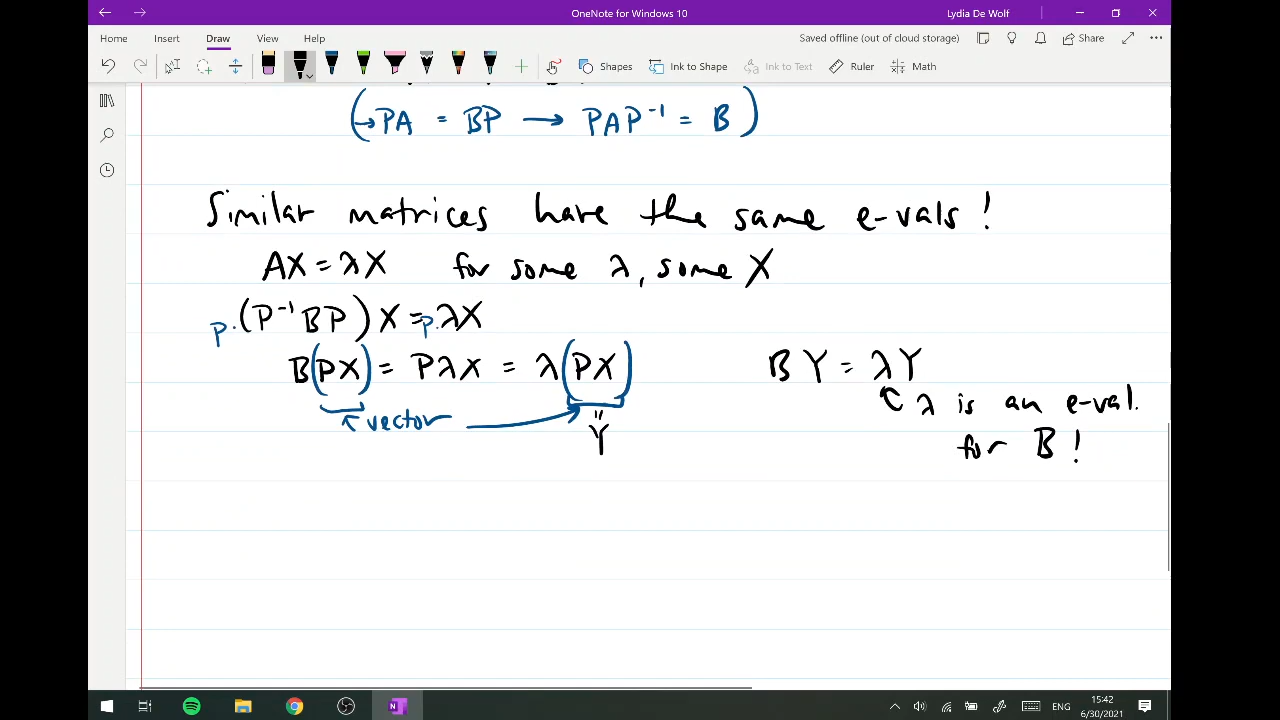 OneNote for Windows 10
Lydia De Wolf
Home Insert Draw View Help
Saved offline (out of cloud storage)
Share
Shapes
Ink to Shape
Ink to Text
Ruler
Math
(→PA = BP → PAP⁻¹ = B)
Similar matrices have the same e-vals!
AX = λX for some λ, some X
P·(P⁻¹BP)X = P·λX
B(PX) = PλX = λ(PX)
BY = λY
↖ vector
" Y
λ is an e-val.
for B!
ENG
15:42
6/30/2021